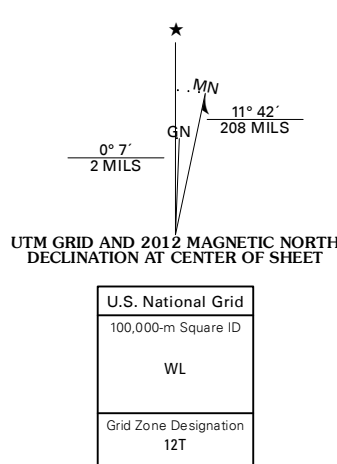 MN
11° 42´
208 MILS
GN
0° 7´
2 MILS
UTM GRID AND 2012 MAGNETIC NORTH
DECLINATION AT CENTER OF SHEET
U.S. National Grid
100,000-m Square ID
WL
Grid Zone Designation
12T